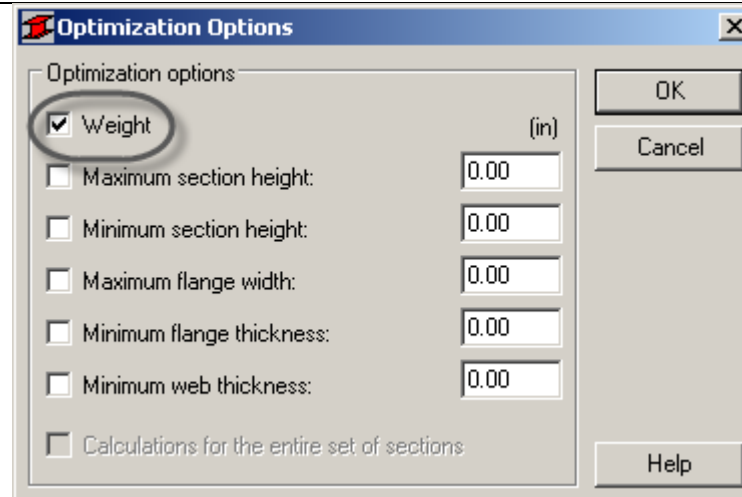 Optimization Options
Optimization options
Weight
(in)
Maximum section height: 0.00
Minimum section height: 0.00
Maximum flange width: 0.00
Minimum flange thickness: 0.00
Minimum web thickness: 0.00
Calculations for the entire set of sections
OK
Cancel
Help